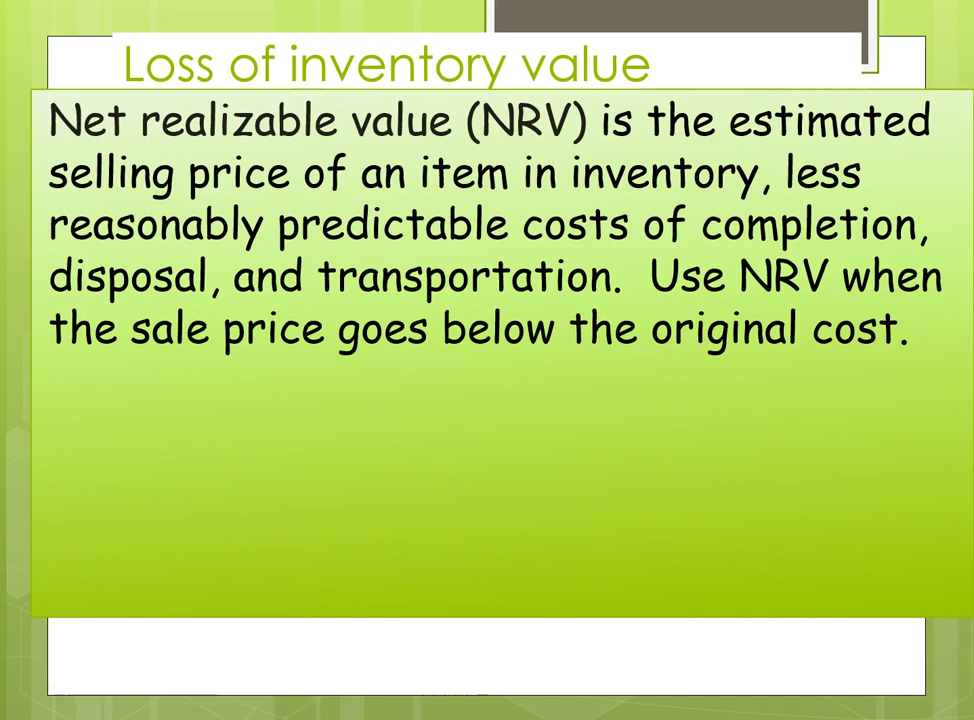 Loss of inventory value
Net realizable value (NRV) is the estimated
selling price of an item in inventory, less
reasonably predictable costs of completion,
disposal, and transportation.  Use NRV when
the sale price goes below the original cost.